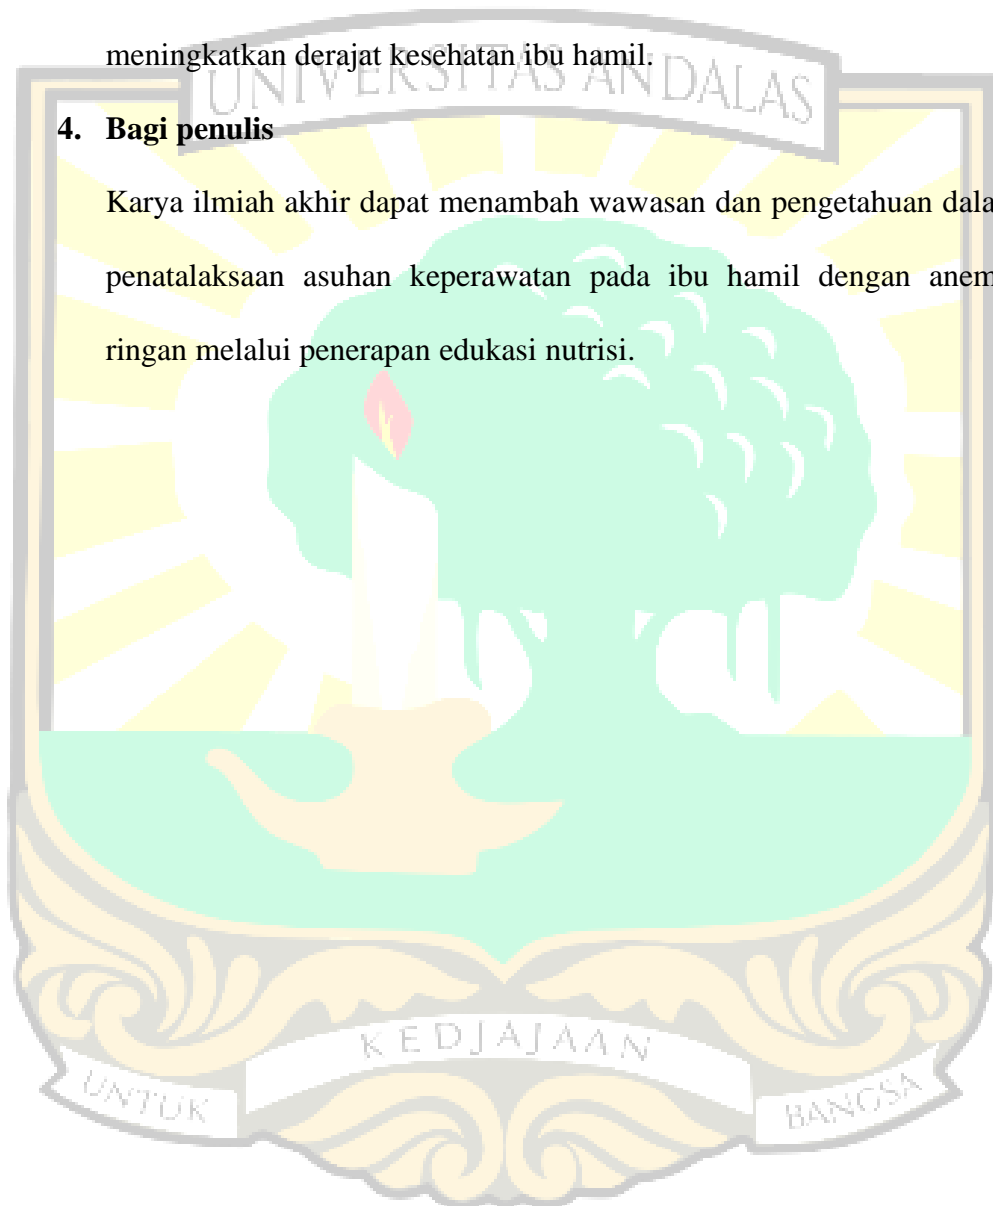 meningkatkan derajat kesehatan ibu hamil.
UNIVERSITAS ANDALAS
4. Bagi penulis
Karya ilmiah akhir dapat menambah wawasan dan pengetahuan dala
penatalaksaan asuhan keperawatan pada ibu hamil dengan anem
ringan melalui penerapan edukasi nutrisi.
KEDJAJAAN
UNTUK
BANGSA